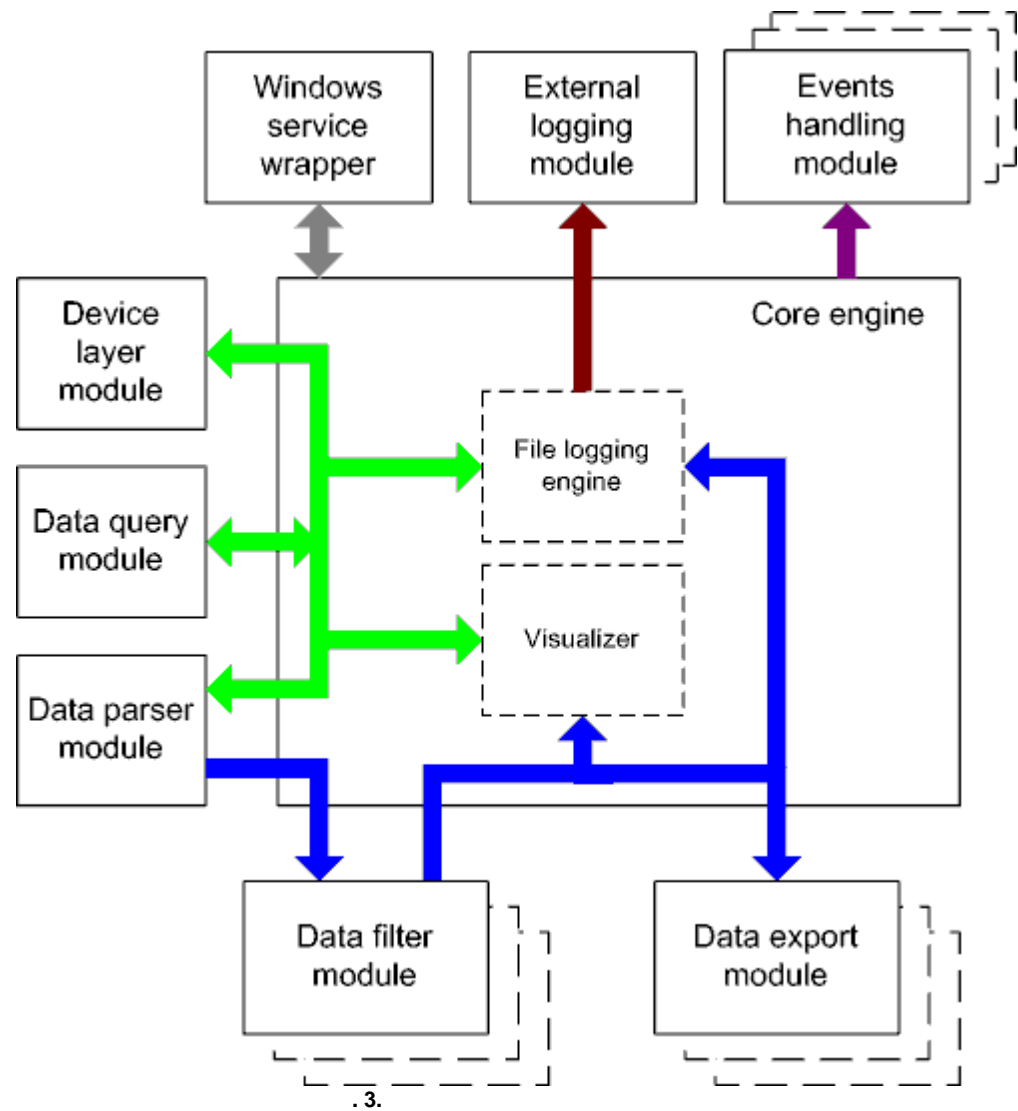 Windows
service
wrapper
External
logging
module
Events
handling
module
Device
layer
module
Core engine
File logging
engine
Data query
module
Visualizer
Data parser
module
Data filter
module
Data export
module
. 3.